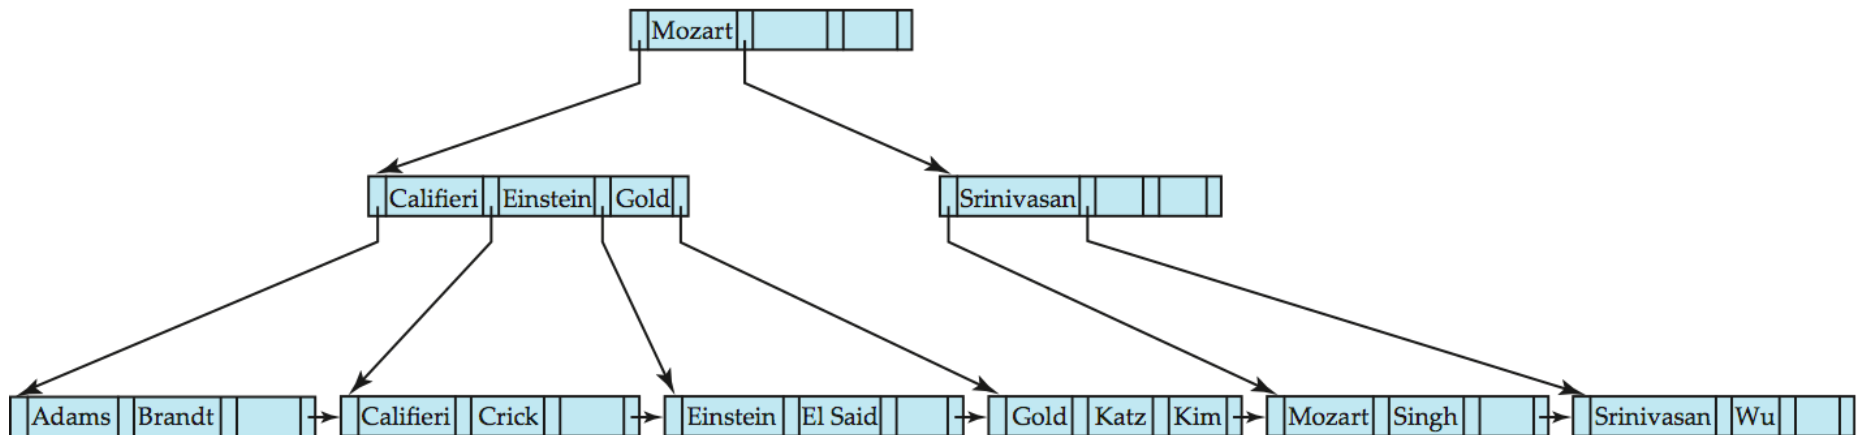 Mozart
Califieri Einstein Gold Srinivasan
Adams Brandt Califieri Crick Einstein El Said Gold Katz Kim Mozart Singh Srinivasan Wu